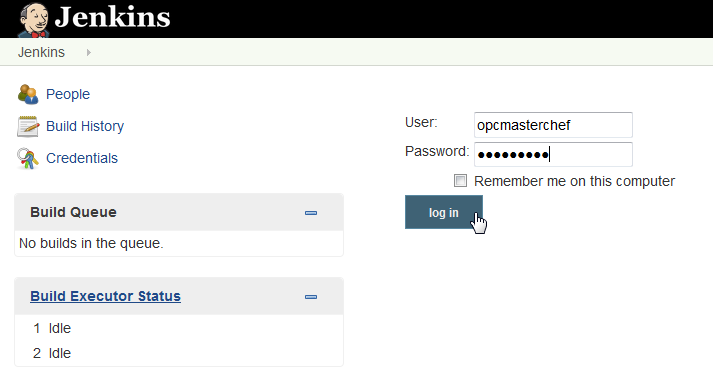 Jenkins
Jenkins
People
Build History
Credentials
User: opcmasterchef
Password: ●●●●●●●●●
Remember me on this computer
log in
Build Queue
No builds in the queue.
Build Executor Status
1 Idle
2 Idle